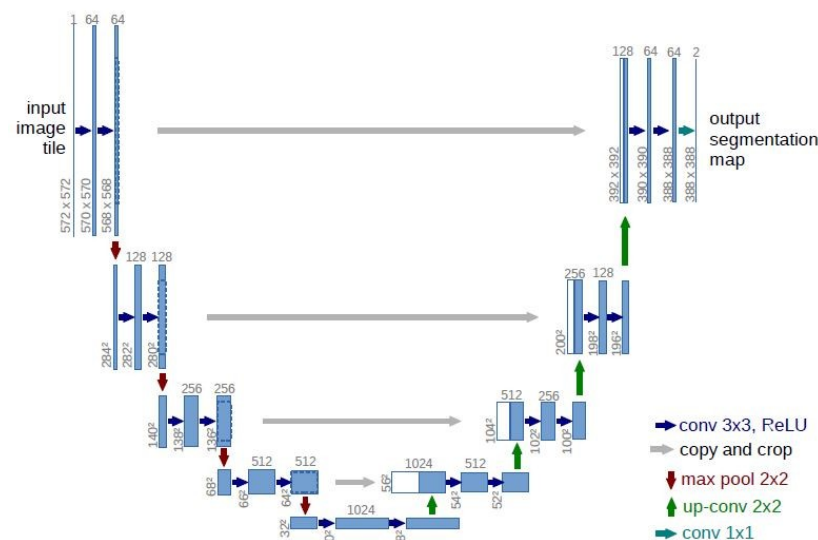 1 64 64
128 64 64 2
input
image
tile
output
segmentation
map
572 x 572
570 x 570
568 x 568
392 x 392
390 x 390
388 x 388
388 x 388
128 128
256 128
284²
282²
280²
200²
198²
196²
256 256
512 256
140²
138²
136²
104²
102²
100²
512 512
1024 512
68²
66²
64²
56²
54²
52²
1024
32²
conv 3x3, ReLU
copy and crop
max pool 2x2
up-conv 2x2
conv 1x1